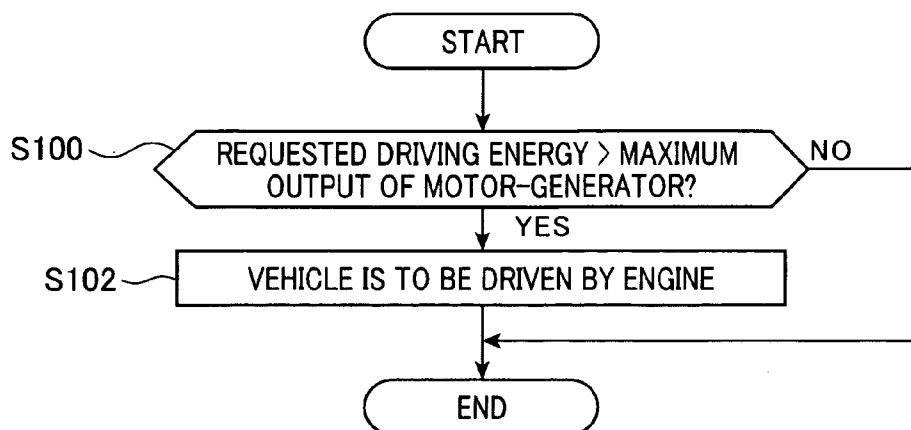 START
S100
REQUESTED DRIVING ENERGY > MAXIMUM
OUTPUT OF MOTOR-GENERATOR?
NO
YES
S102
VEHICLE IS TO BE DRIVEN BY ENGINE
END